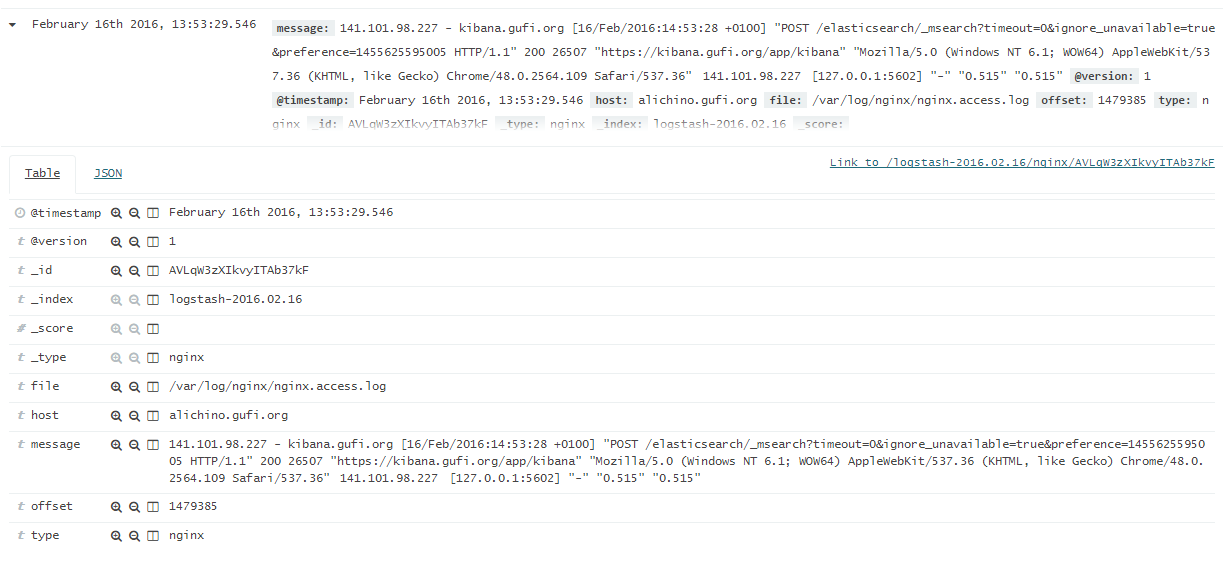 February 16th 2016, 13:53:29.546
message: 141.101.98.227 - kibana.gufi.org [16/Feb/2016:14:53:28 +0100] "POST /elasticsearch/_msearch?timeout=0&ignore_unavailable=true
&preference=1455625595005 HTTP/1.1" 200 26507 "https://kibana.gufi.org/app/kibana" "Mozilla/5.0 (Windows NT 6.1; WOW64) AppleWebKit/53
7.36 (KHTML, like Gecko) Chrome/48.0.2564.109 Safari/537.36" 141.101.98.227 [127.0.0.1:5602] "-" "0.515" "0.515" @version: 1
@timestamp: February 16th 2016, 13:53:29.546 host: alichino.gufi.org file: /var/log/nginx/nginx.access.log offset: 1479385 type: n
ginx _id: AVLqW3zXIkvyITAb37kF _type: nginx _index: logstash-2016.02.16 _score:
Link to /logstash-2016.02.16/nginx/AVLqW3zXIkvyITAb37kF
Table JSON
t @timestamp February 16th 2016, 13:53:29.546
t @version 1
t _id AVLqW3zXIkvyITAb37kF
t _index logstash-2016.02.16
# _score
t _type nginx
t file /var/log/nginx/nginx.access.log
t host alichino.gufi.org
t message 141.101.98.227 - kibana.gufi.org [16/Feb/2016:14:53:28 +0100] "POST /elasticsearch/_msearch?timeout=0&ignore_unavailable=true&preference=14556255950
05 HTTP/1.1" 200 26507 "https://kibana.gufi.org/app/kibana" "Mozilla/5.0 (Windows NT 6.1; WOW64) AppleWebKit/537.36 (KHTML, like Gecko) Chrome/48.0.
2564.109 Safari/537.36" 141.101.98.227 [127.0.0.1:5602] "-" "0.515" "0.515"
t offset 1479385
t type nginx